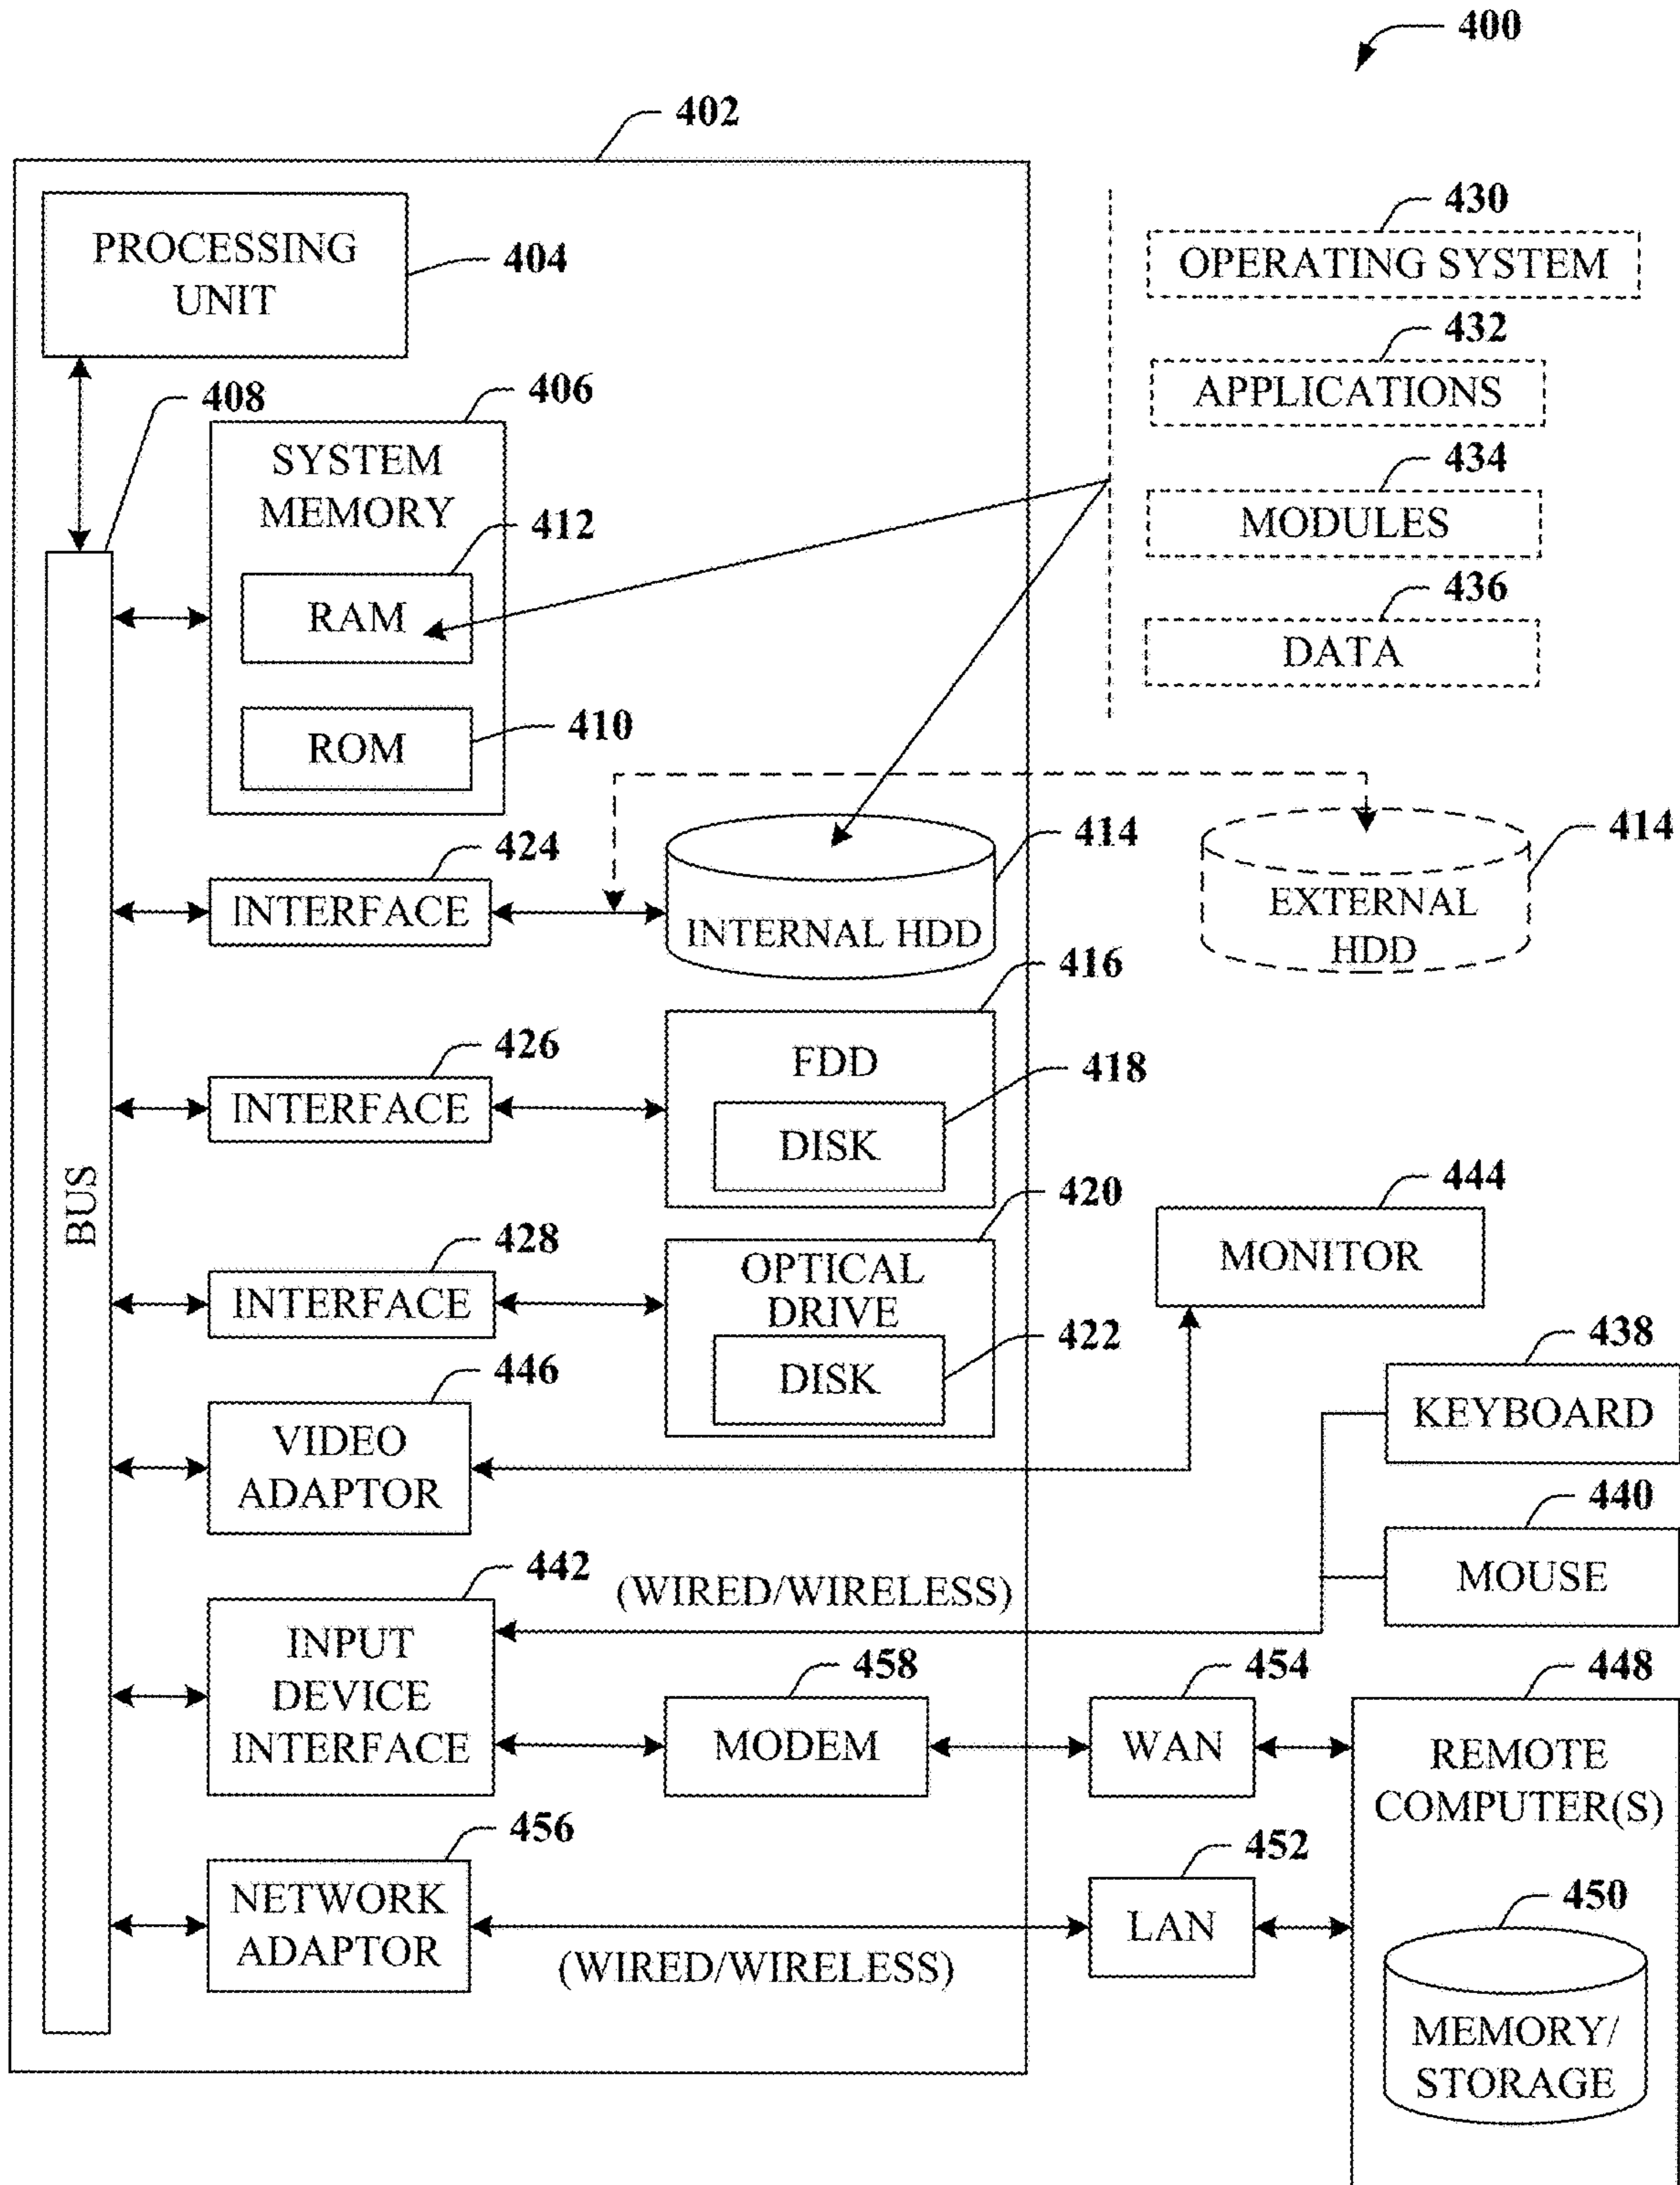 400
402
PROCESSING
UNIT
404
430
OPERATING SYSTEM
432
APPLICATIONS
434
MODULES
436
DATA
408
406
SYSTEM
MEMORY
412
RAM
410
ROM
424
INTERFACE
414
INTERNAL HDD
414
EXTERNAL
HDD
426
INTERFACE
416
FDD
418
DISK
BUS
428
INTERFACE
420
OPTICAL
DRIVE
422
DISK
444
MONITOR
438
KEYBOARD
446
VIDEO
ADAPTOR
440
MOUSE
442
INPUT
DEVICE
INTERFACE
(WIRED/WIRELESS)
458
MODEM
454
WAN
448
REMOTE
COMPUTER(S)
456
NETWORK
ADAPTOR
(WIRED/WIRELESS)
452
LAN
450
MEMORY/
STORAGE